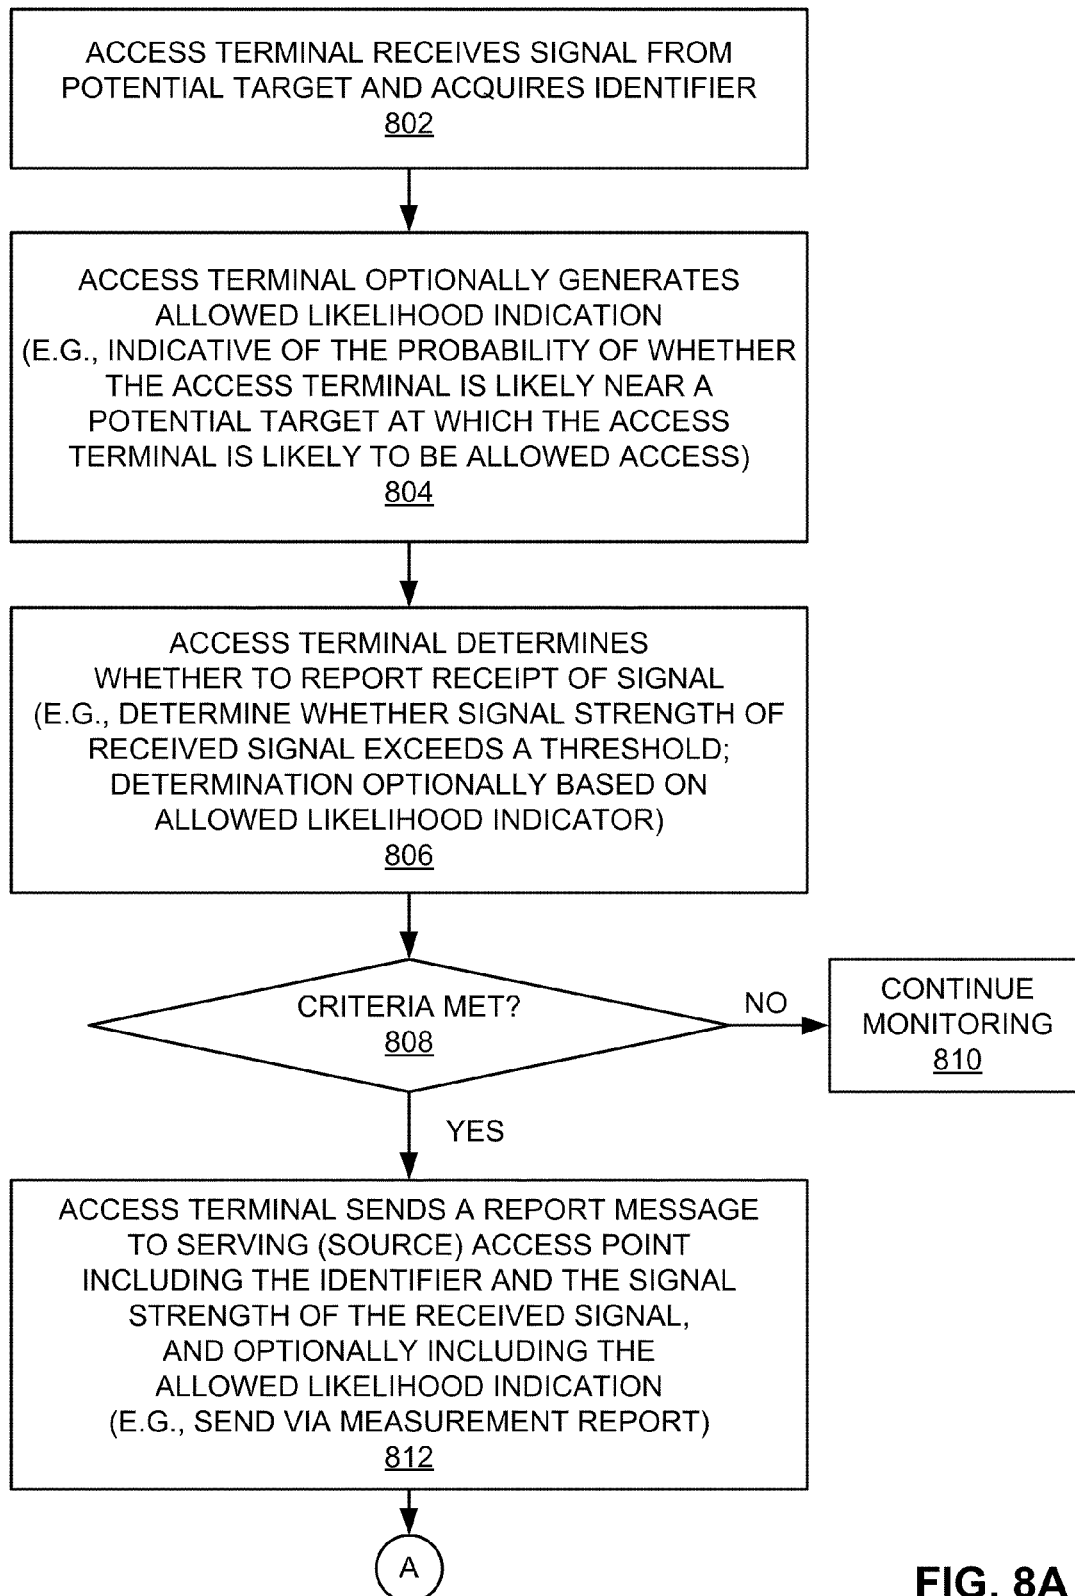 ACCESS TERMINAL RECEIVES SIGNAL FROM
POTENTIAL TARGET AND ACQUIRES IDENTIFIER
802
ACCESS TERMINAL OPTIONALLY GENERATES
ALLOWED LIKELIHOOD INDICATION
(E.G., INDICATIVE OF THE PROBABILITY OF WHETHER
THE ACCESS TERMINAL IS LIKELY NEAR A
POTENTIAL TARGET AT WHICH THE ACCESS
TERMINAL IS LIKELY TO BE ALLOWED ACCESS)
804
ACCESS TERMINAL DETERMINES
WHETHER TO REPORT RECEIPT OF SIGNAL
(E.G., DETERMINE WHETHER SIGNAL STRENGTH OF
RECEIVED SIGNAL EXCEEDS A THRESHOLD;
DETERMINATION OPTIONALLY BASED ON
ALLOWED LIKELIHOOD INDICATOR)
806
CRITERIA MET?
808
NO
CONTINUE
MONITORING
810
YES
ACCESS TERMINAL SENDS A REPORT MESSAGE
TO SERVING (SOURCE) ACCESS POINT
INCLUDING THE IDENTIFIER AND THE SIGNAL
STRENGTH OF THE RECEIVED SIGNAL,
AND OPTIONALLY INCLUDING THE
ALLOWED LIKELIHOOD INDICATION
(E.G., SEND VIA MEASUREMENT REPORT)
812
A
FIG. 8A